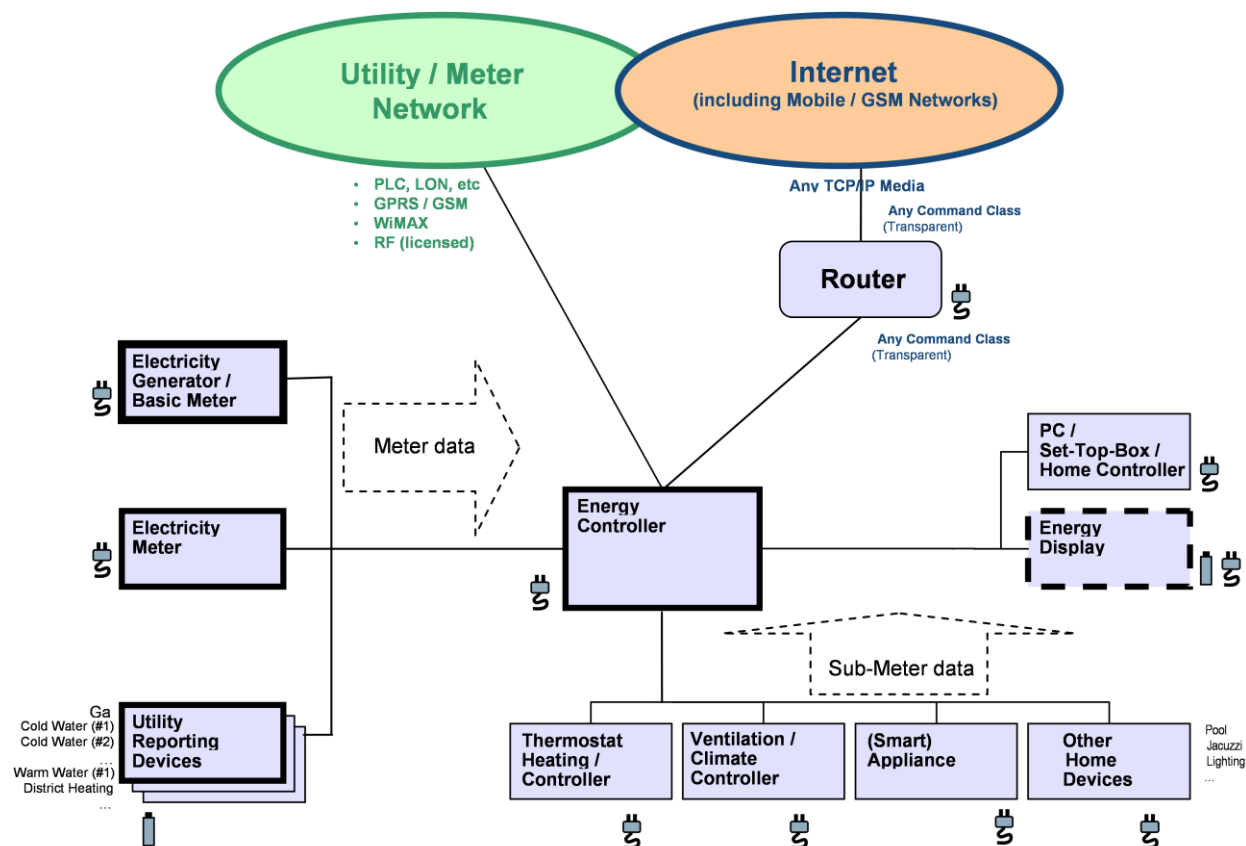 Utility / Meter
Network
Internet
(including Mobile / GSM Networks)
• PLC, LON, etc
• GPRS / GSM
• WiMAX
• RF (licensed)
Any TCP/IP Media
Any Command Class
(Transparent)
Router
Any Command Class
(Transparent)
Electricity
Generator /
Basic Meter
Meter data
PC /
Set-Top-Box /
Home Controller
Electricity
Meter
Energy
Controller
Energy
Display
Sub-Meter data
Ga
Cold Water (#1)
Cold Water (#2)
...
Warm Water (#1)
District Heating
...
Utility
Reporting
Devices
Thermostat
Heating /
Controller
Ventilation /
Climate
Controller
(Smart)
Appliance
Other
Home
Devices
Pool
Jacuzzi
Lighting
...